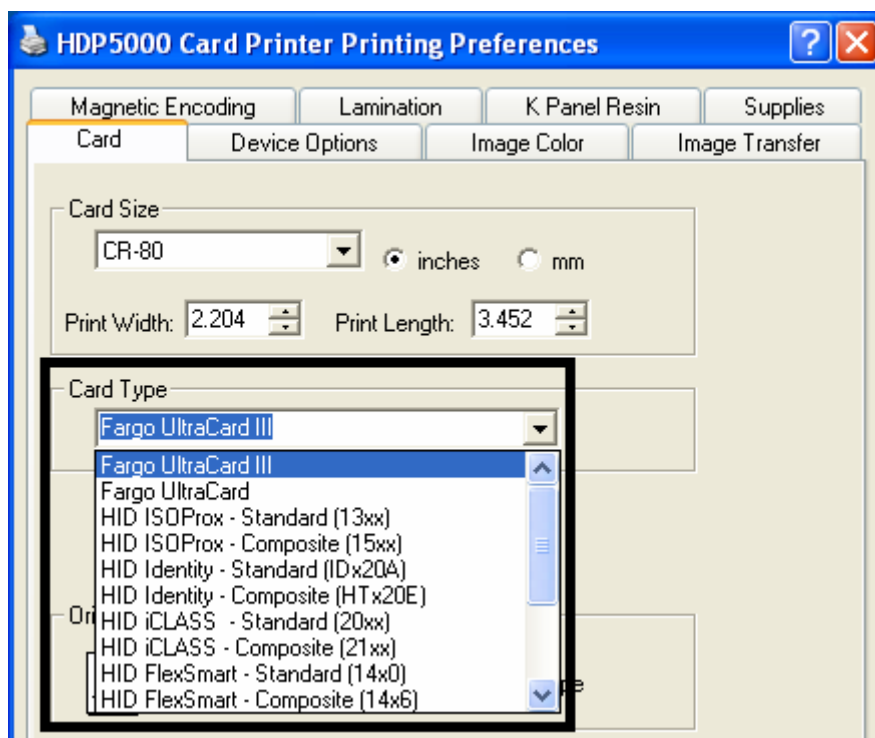 HDP5000 Card Printer Printing Preferences
Magnetic Encoding Lamination K Panel Resin Supplies
Card Device Options Image Color Image Transfer
Card Size
CR-80 inches mm
Print Width: 2.204 Print Length: 3.452
Card Type
Fargo UltraCard III
Fargo UltraCard III
Fargo UltraCard
HID ISOProx - Standard (13xx)
HID ISOProx - Composite (15xx)
HID Identity - Standard (IDx20A)
HID Identity - Composite (HTx20E)
Ori
HID iCLASS - Standard (20xx)
HID iCLASS - Composite (21xx)
HID FlexSmart - Standard (14x0)
pe
HID FlexSmart - Composite (14x6)